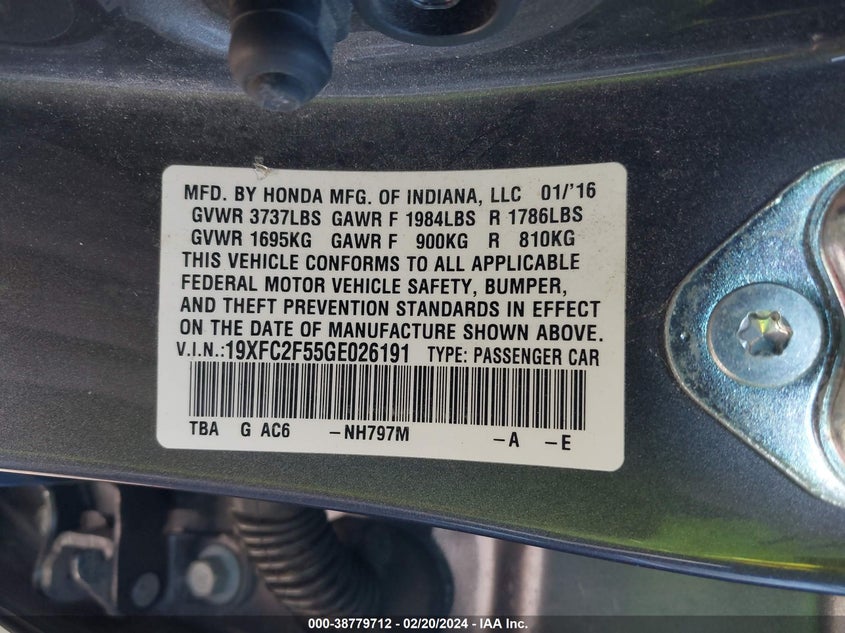 MFD. BY HONDA MFG. OF INDIANA, LLC 01/'16
GVWR 3737LBS GAWR F 1984LBS R 1786LBS
GVWR 1695KG GAWR F 900KG R 810KG
THIS VEHICLE CONFORMS TO ALL APPLICABLE
FEDERAL MOTOR VEHICLE SAFETY, BUMPER,
AND THEFT PREVENTION STANDARDS IN EFFECT
ON THE DATE OF MANUFACTURE SHOWN ABOVE.
V.I.N.:19XFC2F55GE026191 TYPE: PASSENGER CAR
TBA G AC6 -NH797M -A -E
000-38779712 - 02/20/2024 - IAA Inc.